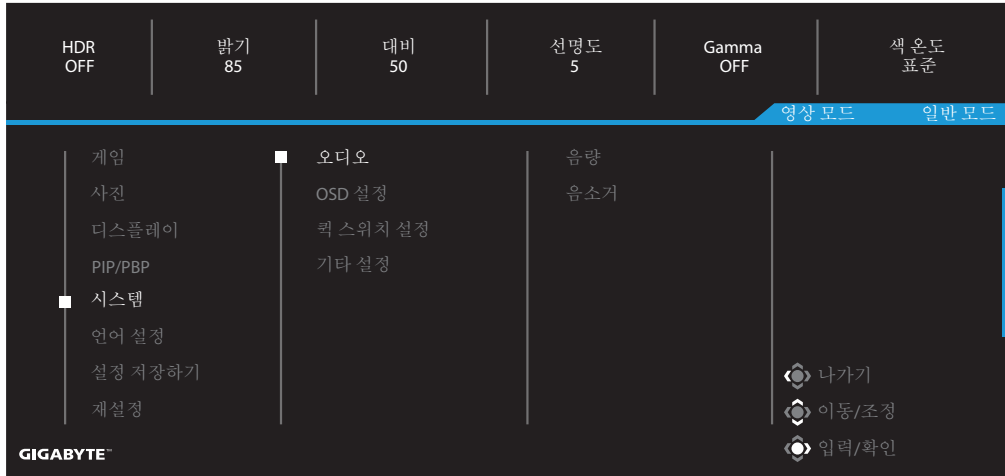 HDR 밝기 대비 선명도 Gamma 색 온도
OFF 85 50 5 OFF 표준
영상 모드 일반 모드
게임 오디오 음량
사진 OSD 설정 음소거
디스플레이 퀵 스위치 설정
PIP/PBP 기타 설정
시스템
언어 설정
설정 저장하기 나가기
재설정 이동/조정
GIGABYTE™ 입력/확인